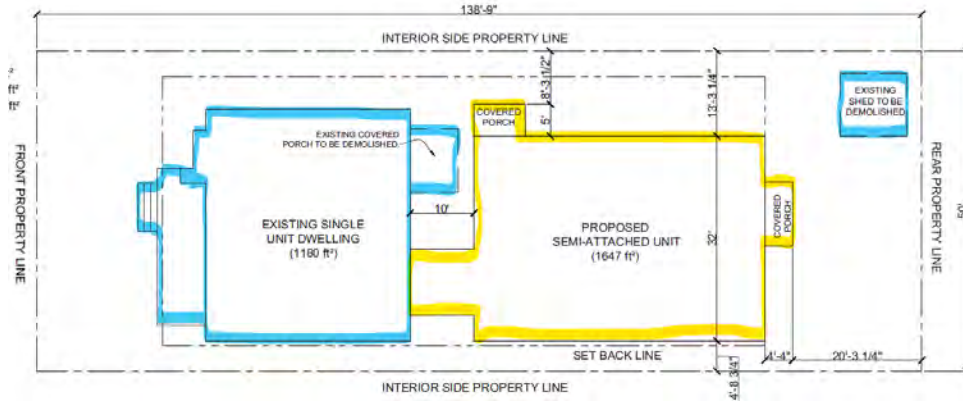 138'-9"
INTERIOR SIDE PROPERTY LINE
ft²
ft²
8'-3.1/2"
5'
13'-3.1/4"
COVERED
PORCH
EXISTING
SHED TO BE
DEMOLISHED
EXISTING COVERED
PORCH TO BE DEMOLISHED
FRONT PROPERTY LINE
REAR PROPERTY LINE
10'
EXISTING SINGLE
UNIT DWELLING
(1180 ft²)
PROPOSED
SEMI-ATTACHED UNIT
(1647 ft²)
32'
COVERED
PORCH
SET BACK LINE
4'-4"
20'-3.1/4"
4'-8 3/4"
INTERIOR SIDE PROPERTY LINE